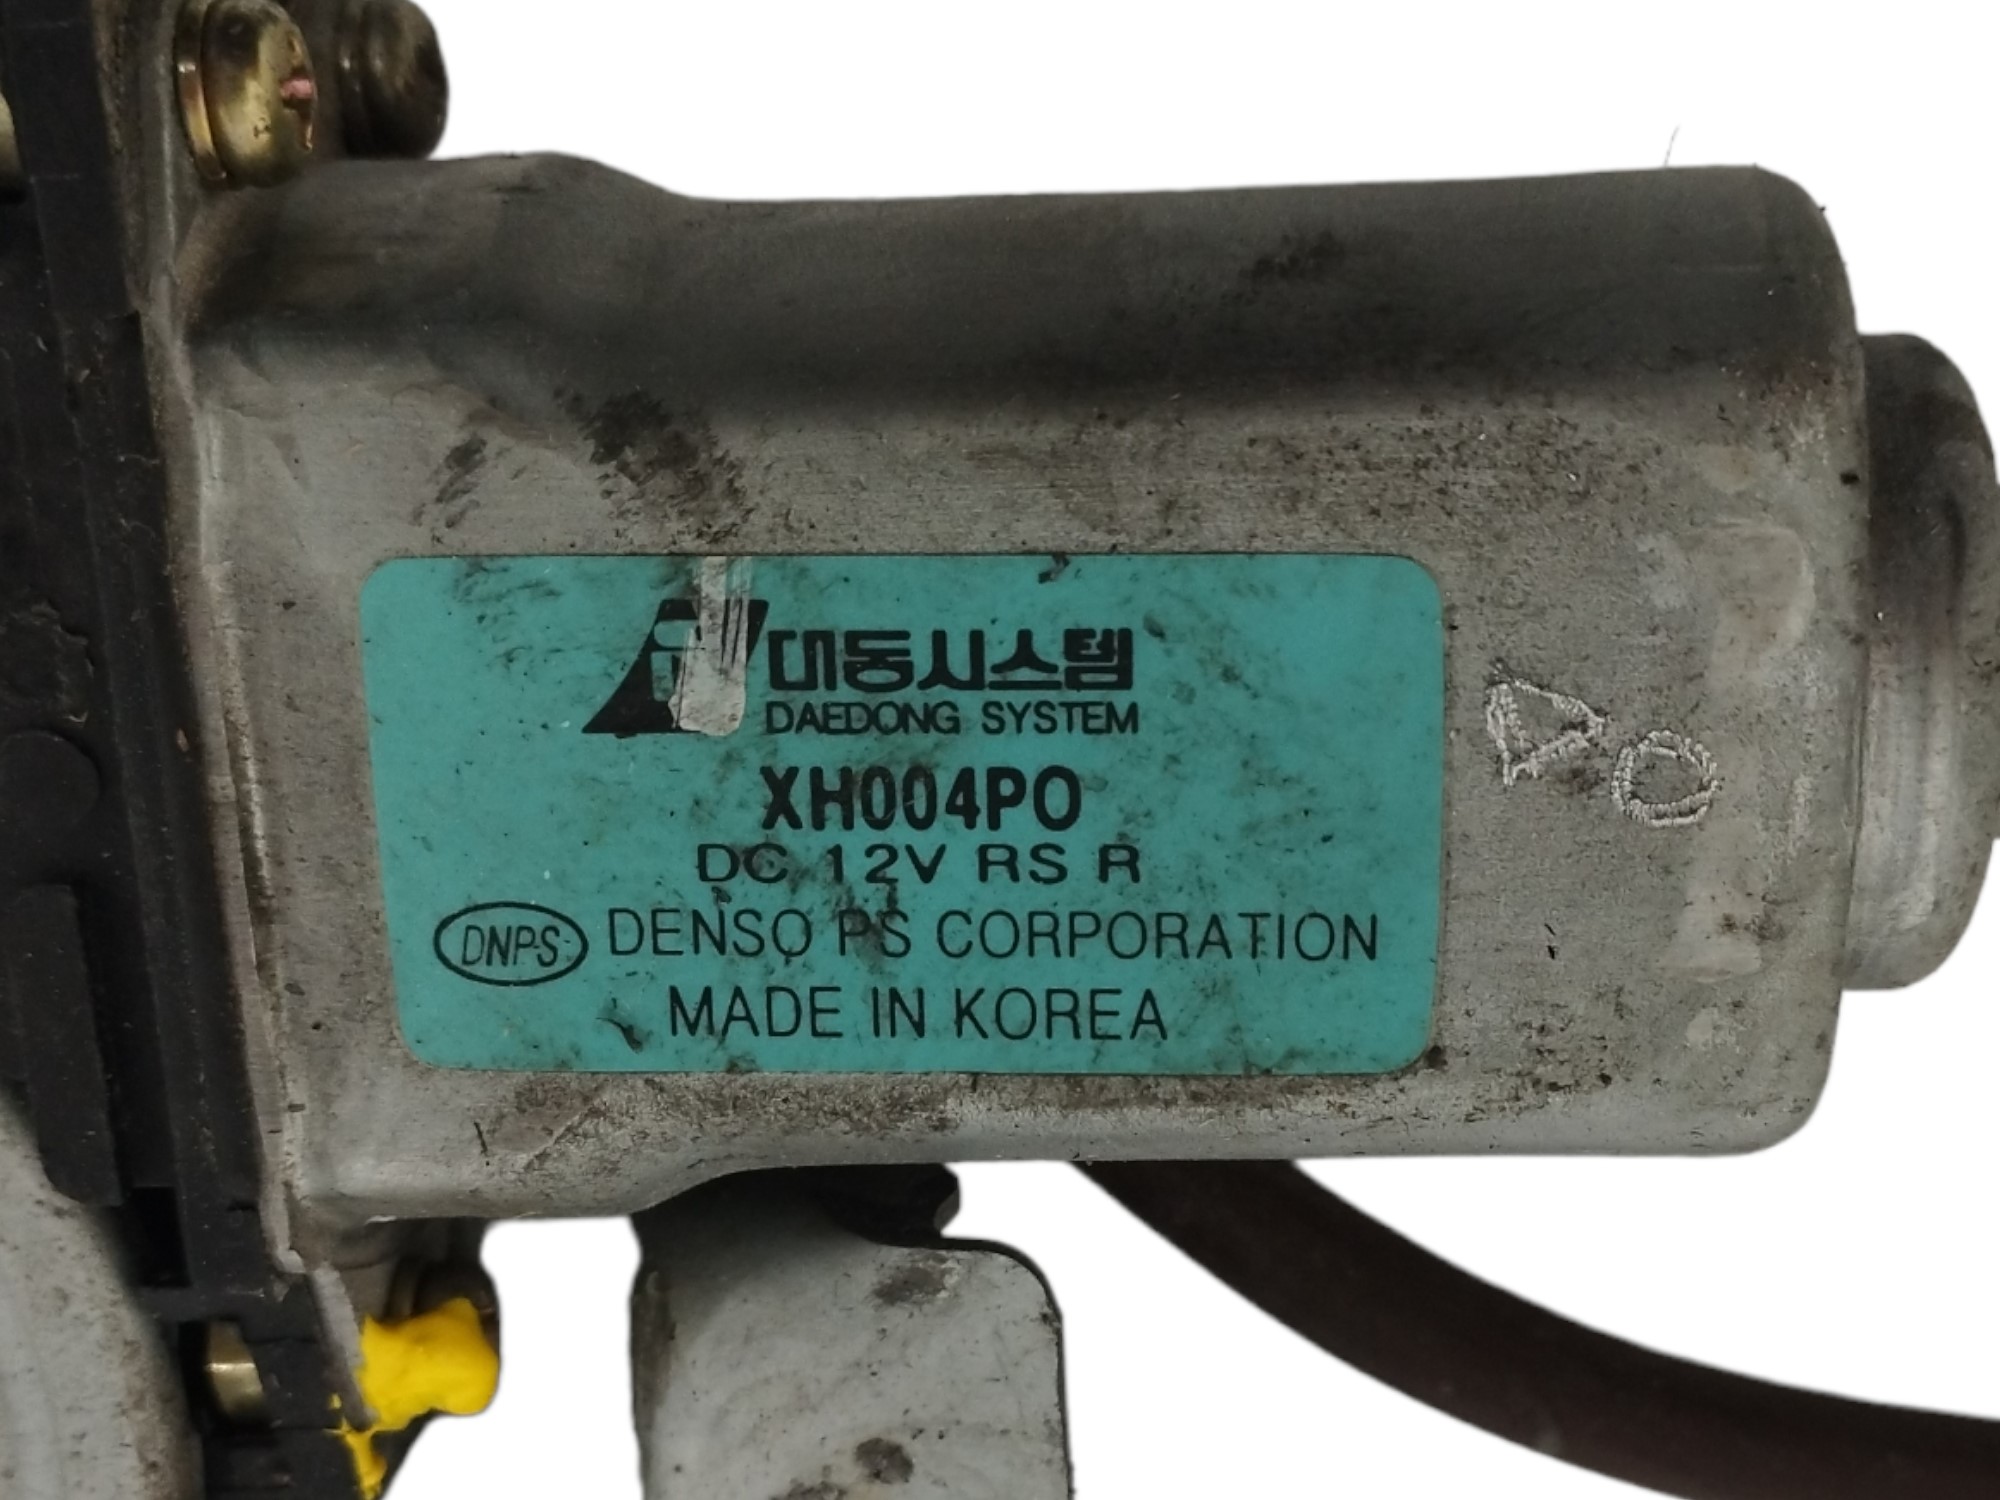 대동시스템
DAEDONG SYSTEM
XH004PO
DC 12V RS R
DNPS DENSO PS CORPORATION
MADE IN KOREA